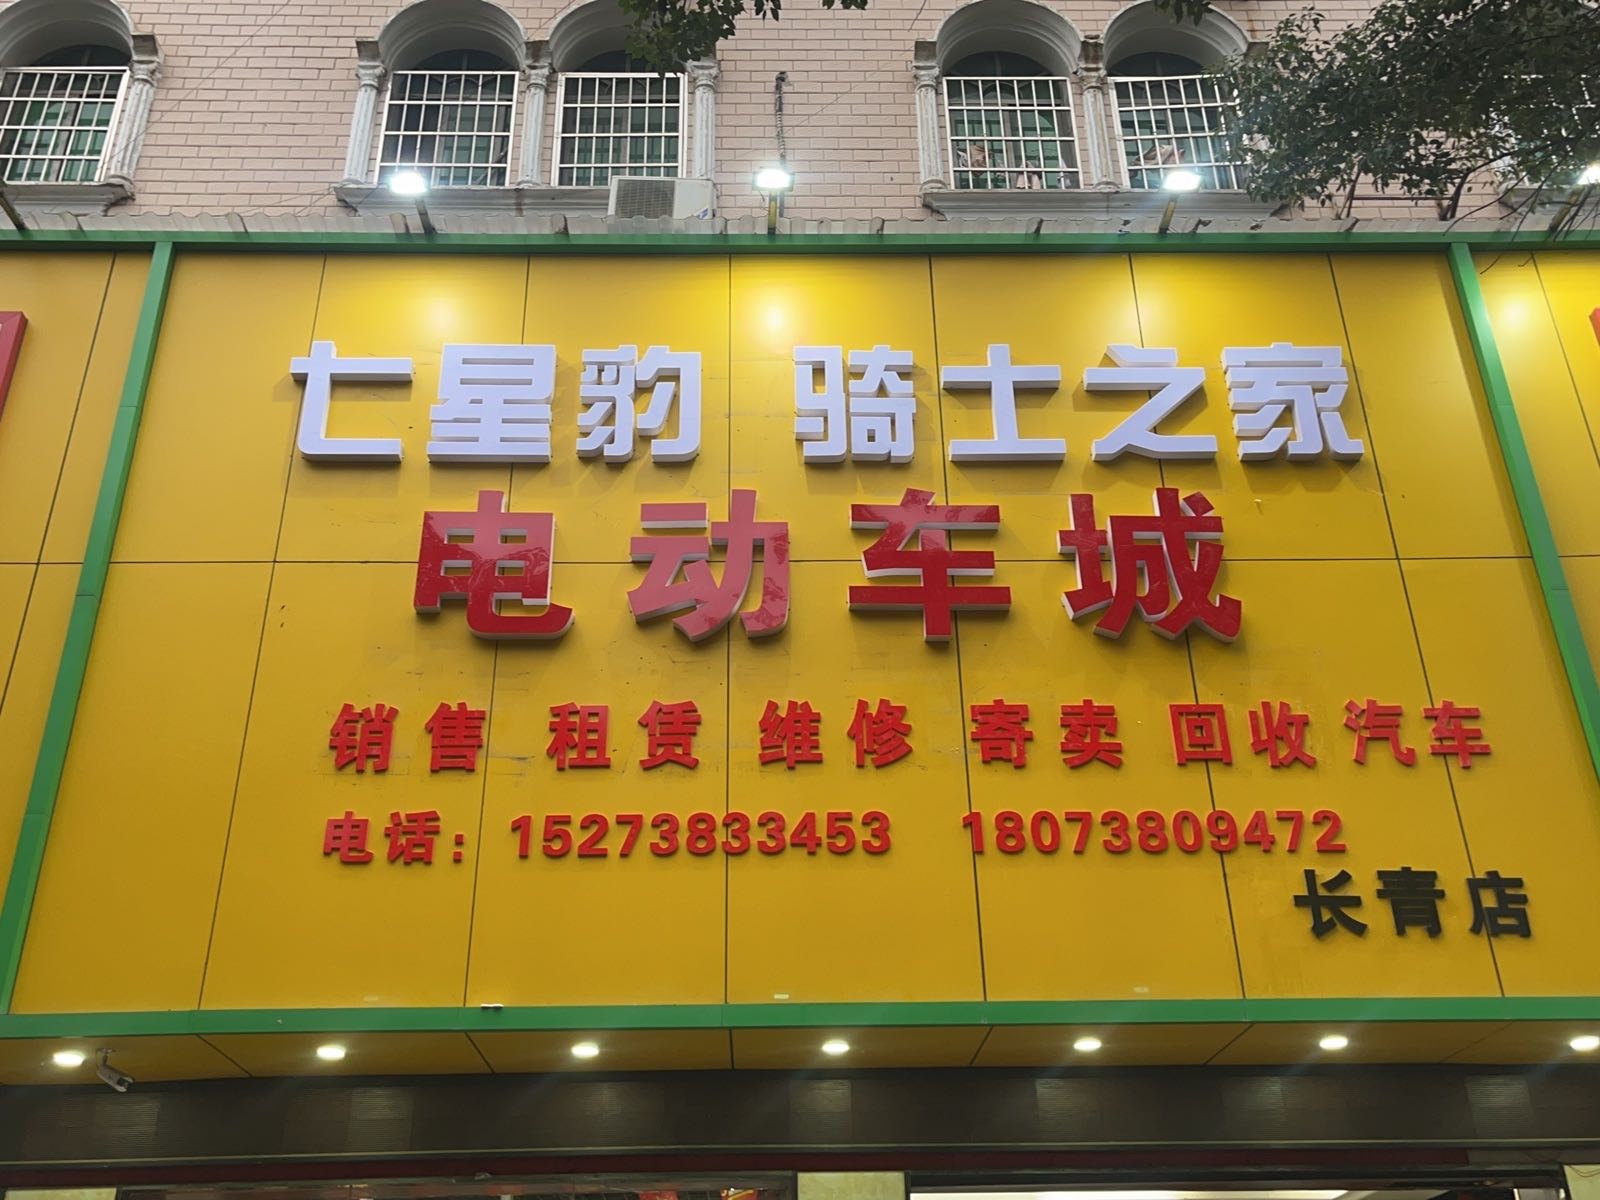 七星豹 骑士之家
电动车城
销售 租赁 维修 寄卖 回收 汽车
电话：15273833453 18073809472
长青店